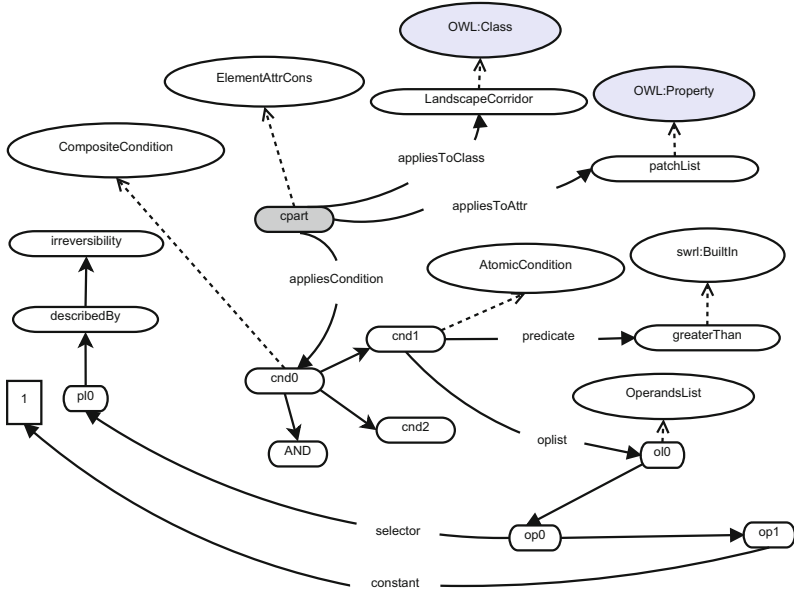 OWL:Class
ElementAttrCons
OWL:Property
LandscapeCorridor
CompositeCondition
appliesToClass
patchList
appliesToAttr
cpart
irreversibility
swrl:BuiltIn
AtomicCondition
appliesCondition
describedBy
cnd1
predicate
greaterThan
cnd0
OperandsList
1
pl0
cnd2
oplist
AND
ol0
selector
op0
op1
constant